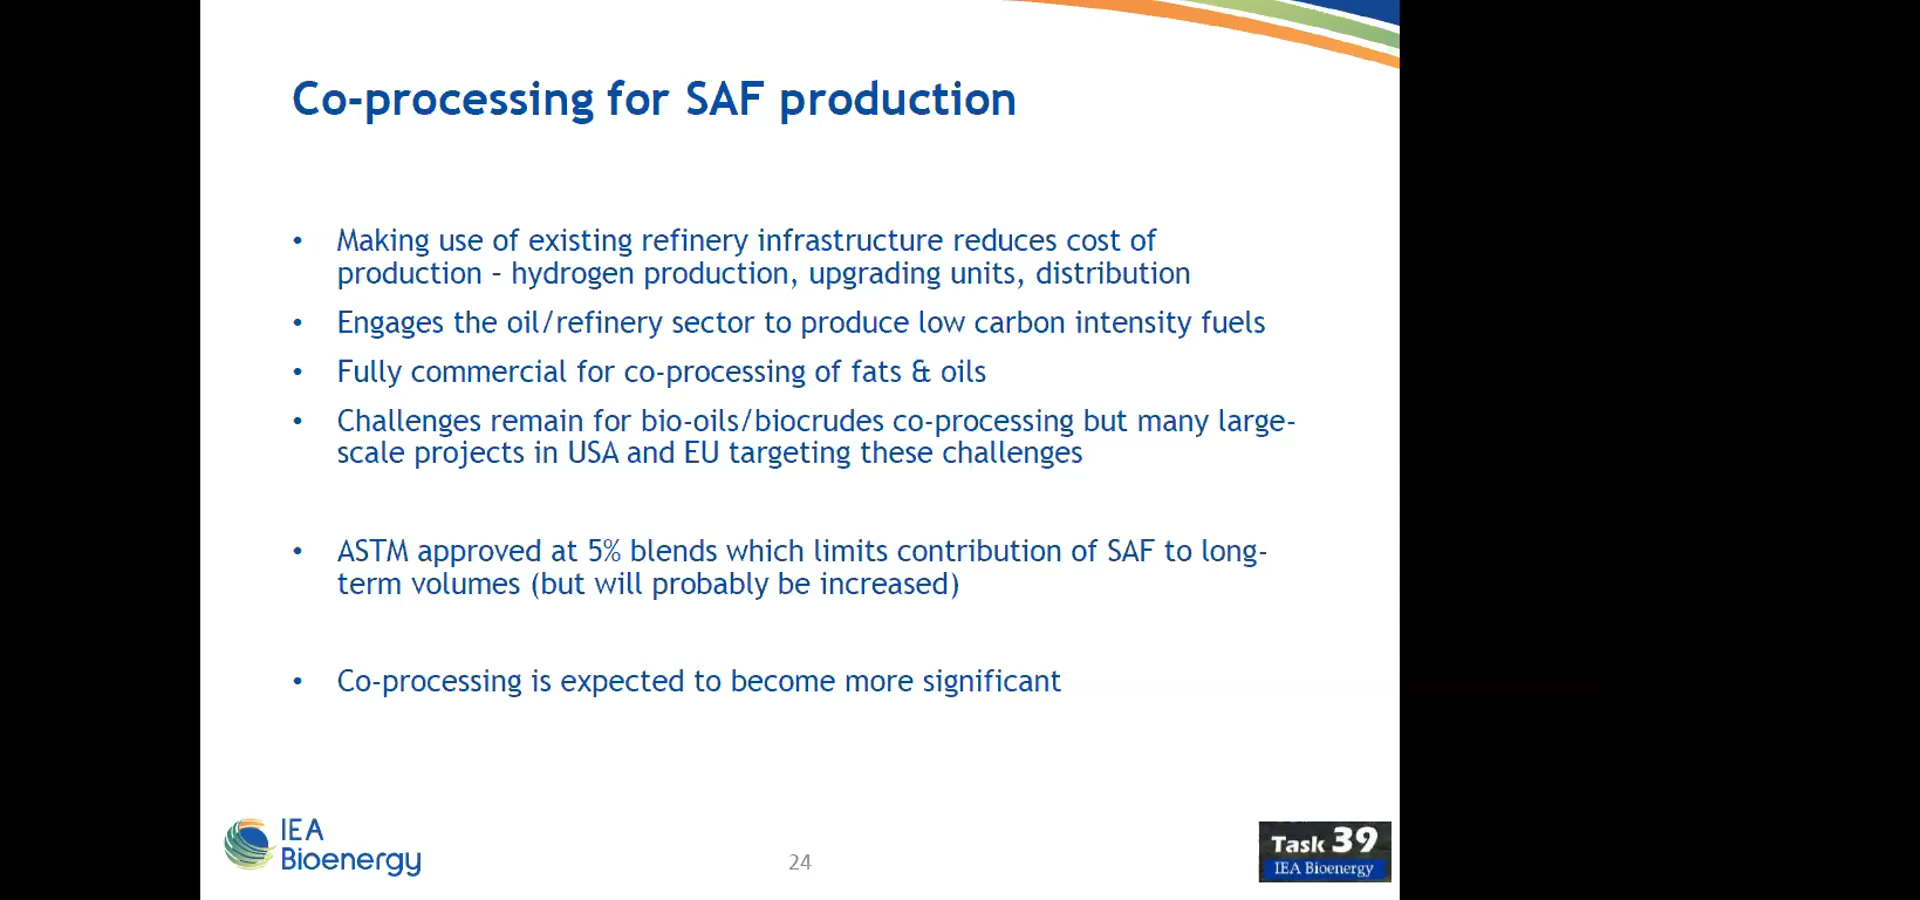 Co-processing for SAF production
• Making use of existing refinery infrastructure reduces cost of
production – hydrogen production, upgrading units, distribution
• Engages the oil/refinery sector to produce low carbon intensity fuels
• Fully commercial for co-processing of fats & oils
• Challenges remain for bio-oils/biocrudes co-processing but many large-
scale projects in USA and EU targeting these challenges
• ASTM approved at 5% blends which limits contribution of SAF to long-
term volumes (but will probably be increased)
• Co-processing is expected to become more significant
IEA
Bioenergy
24
Task 39
IEA Bioenergy